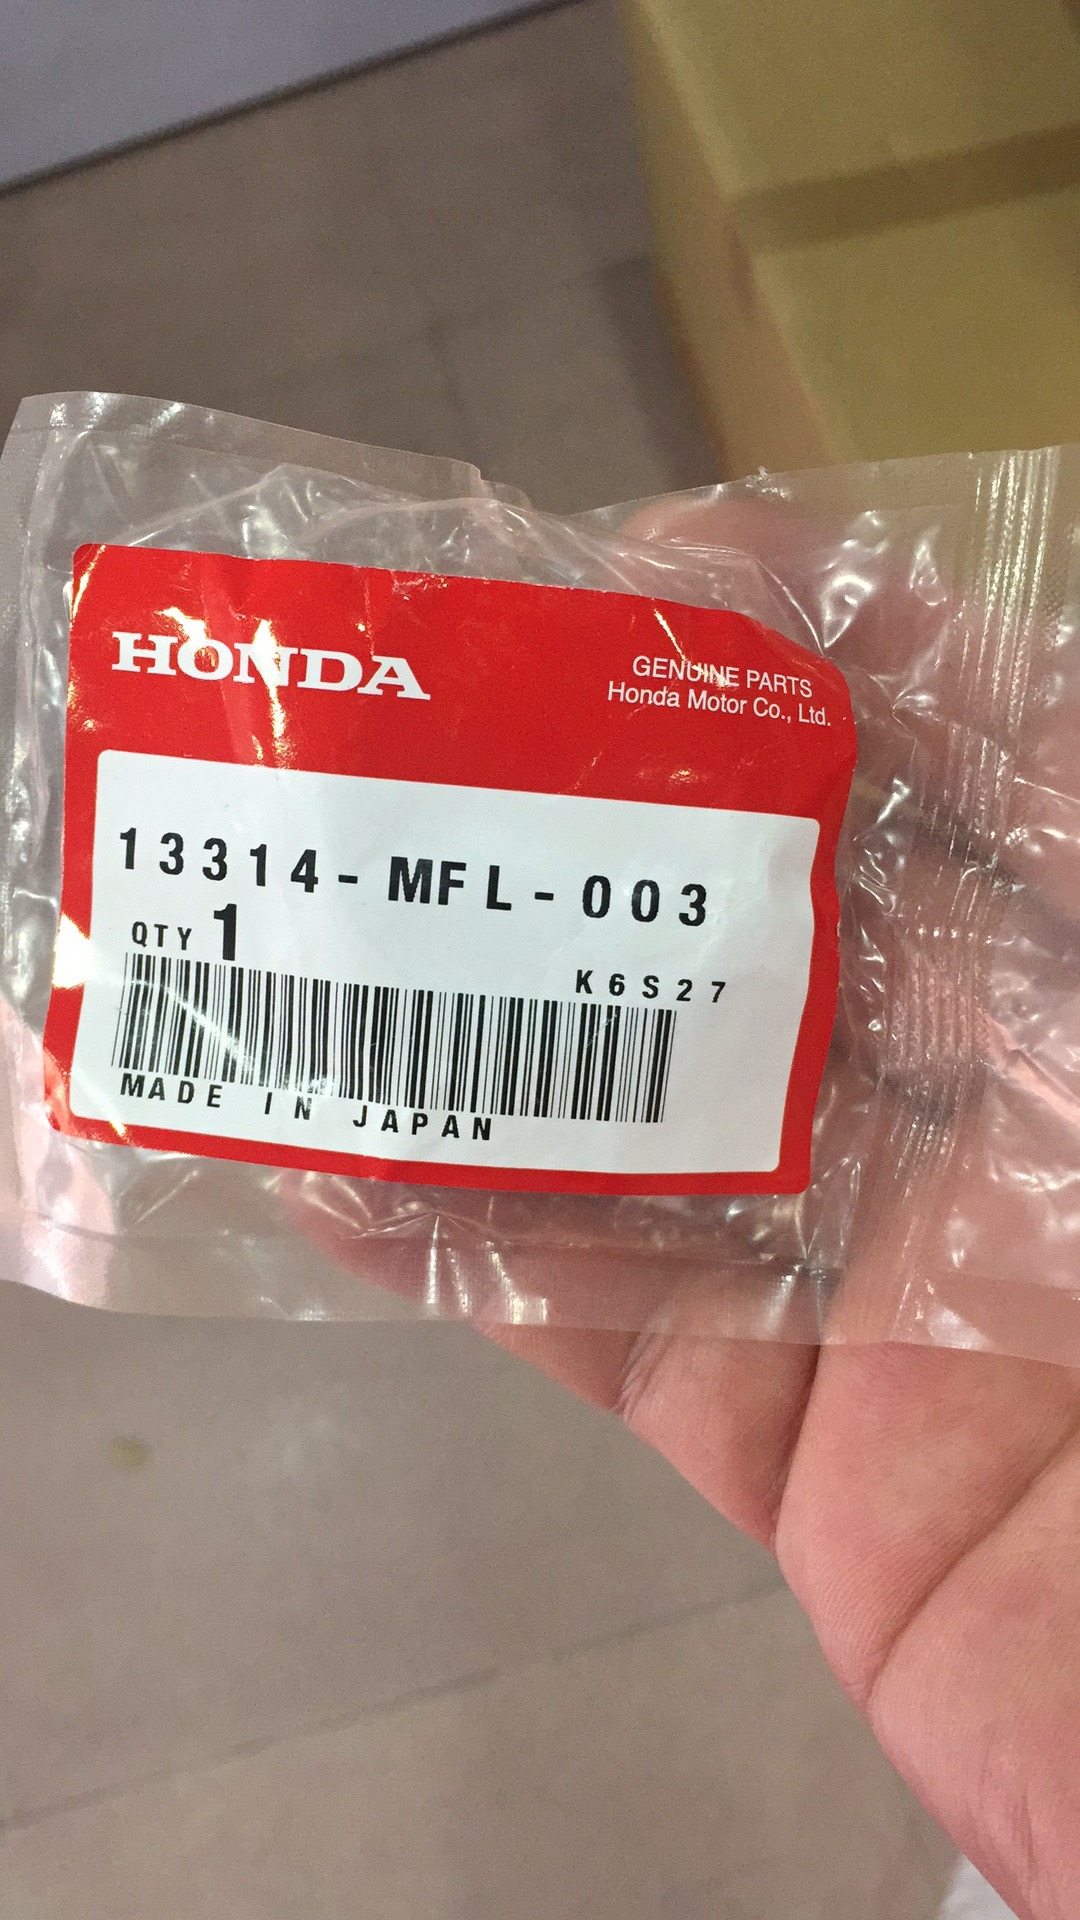 HONDA
GENUINE PARTS
Honda Motor Co., Ltd.
13314-MFL-003
QTY 1
K6S27
MADE IN JAPAN